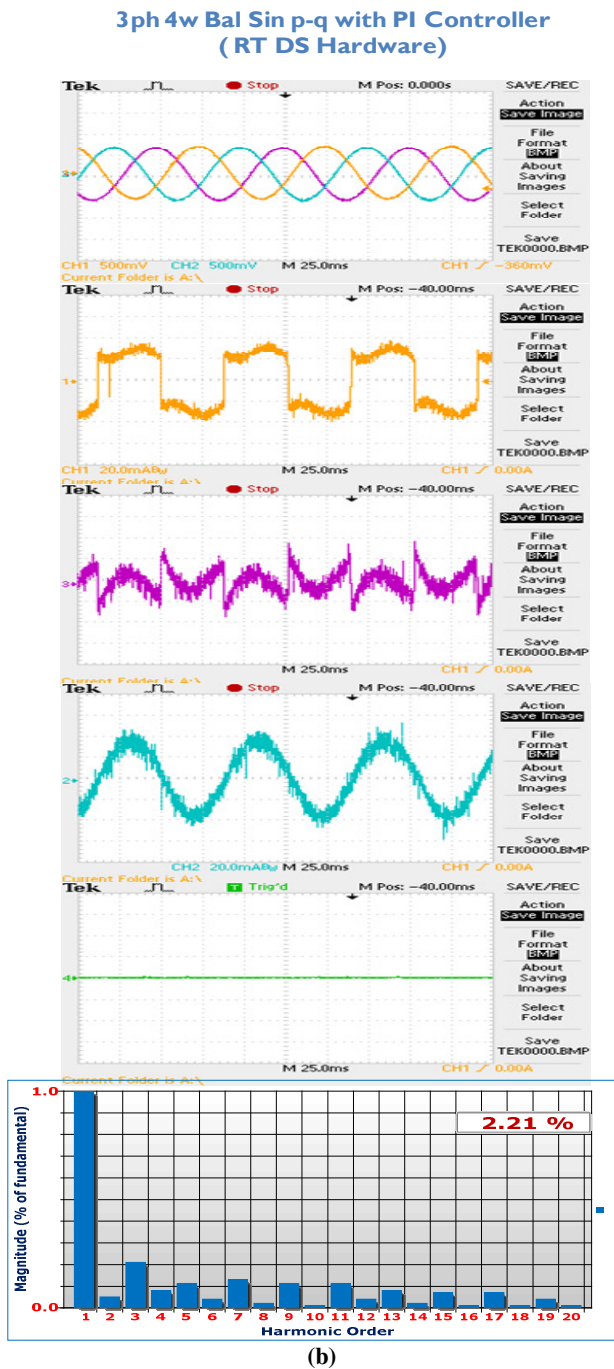 3ph 4w Bal Sin p-q with PI Controller
( RT DS Hardware)
Tek Stop M Pos: 0.000s SAVE/REC
Action
Save Image
File
Format
BMP
About
Saving
Images
Select
Folder
Save
TEK0000.BMP
CH1 500mV CH2 500mV M 25.0ms CH1 -360mV
Current Folder is A:\
Tek Stop M Pos: -40.00ms SAVE/REC
Action
Save Image
File
Format
BMP
About
Saving
Images
1
Select
Folder
Save
TEK0000.BMP
CH1 20.0mABw M 25.0ms CH1 0.00A
Current Folder is A:\
Tek Stop M Pos: -40.00ms SAVE/REC
Action
Save Image
File
Format
BMP
About
Saving
Images
3
Select
Folder
Save
TEK0000.BMP
M 25.0ms CH1 0.00A
Current Folder is A:\
Tek Stop M Pos: -40.00ms SAVE/REC
Action
Save Image
File
Format
BMP
About
Saving
Images
2
Select
Folder
Save
TEK0000.BMP
CH2 20.0mABw M 25.0ms CH1 0.00A
Current Folder is A:\
Tek T Trig'd M Pos: -40.00ms SAVE/REC
Action
Save Image
File
Format
BMP
About
Saving
Images
4
Select
Folder
Save
TEK0000.BMP
M 25.0ms CH1 0.00A
Current Folder is A:\
1.0
2.21 %
Magnitude (% of fundamental)
0.0
1 2 3 4 5 6 7 8 9 10 11 12 13 14 15 16 17 18 19 20
Harmonic Order
(b)